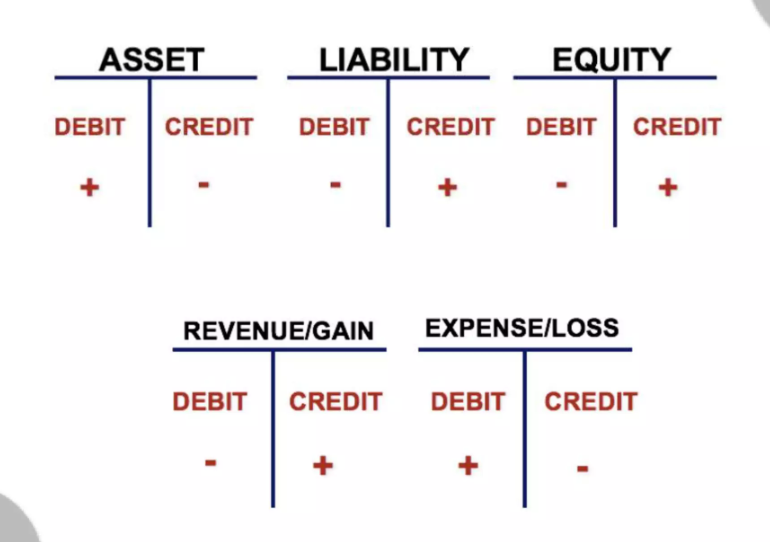 ASSET LIABILITY EQUITY
DEBIT CREDIT DEBIT CREDIT DEBIT CREDIT
+ - - + - +
REVENUE/GAIN EXPENSE/LOSS
DEBIT CREDIT DEBIT CREDIT
- + + -